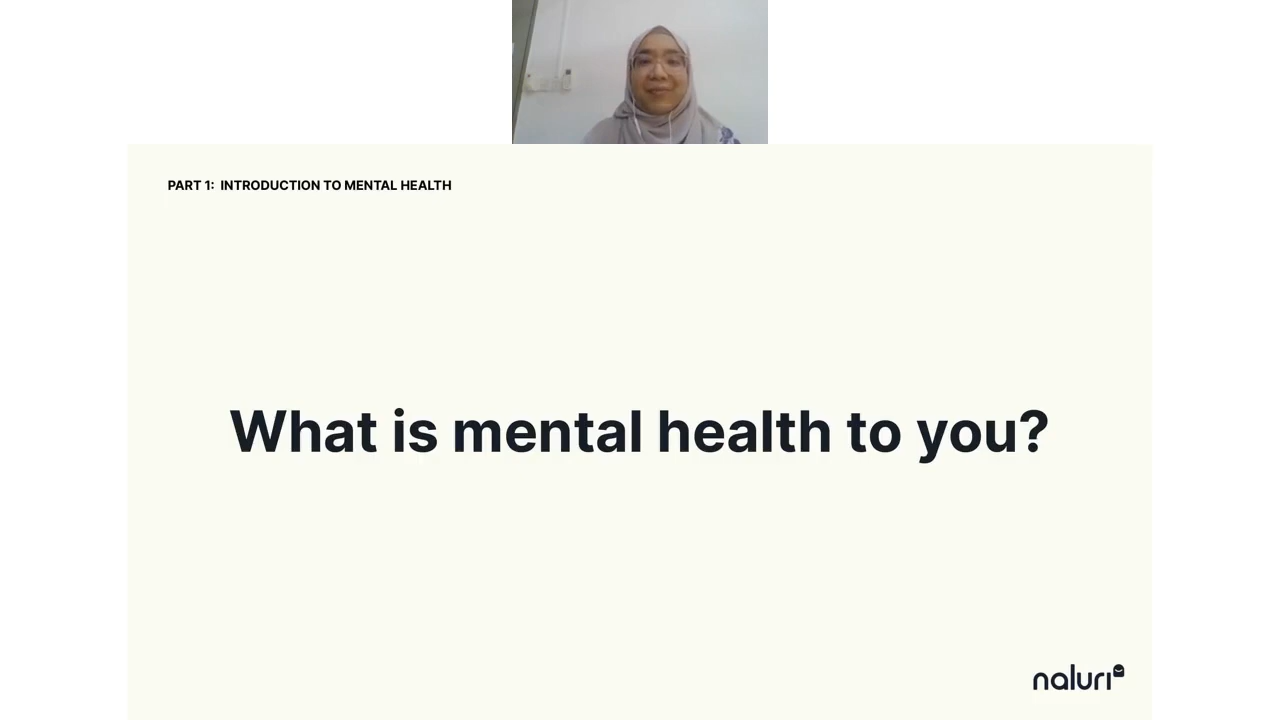 PART 1: INTRODUCTION TO MENTAL HEALTH
What is mental health to you?
naluri